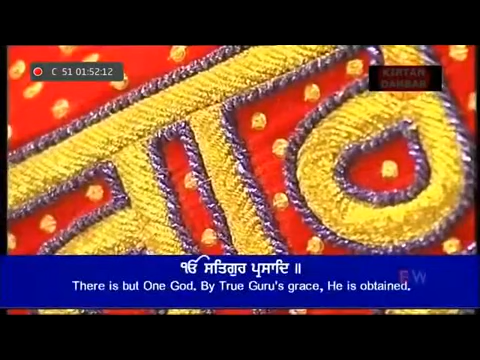 C 51 01:52:12
KIRTAN
DARBAR
ੴ ਸਤਿਗੁਰ ਪ੍ਰਸਾਦਿ ॥
There is but One God. By True Guru's grace, He is obtained.
EW